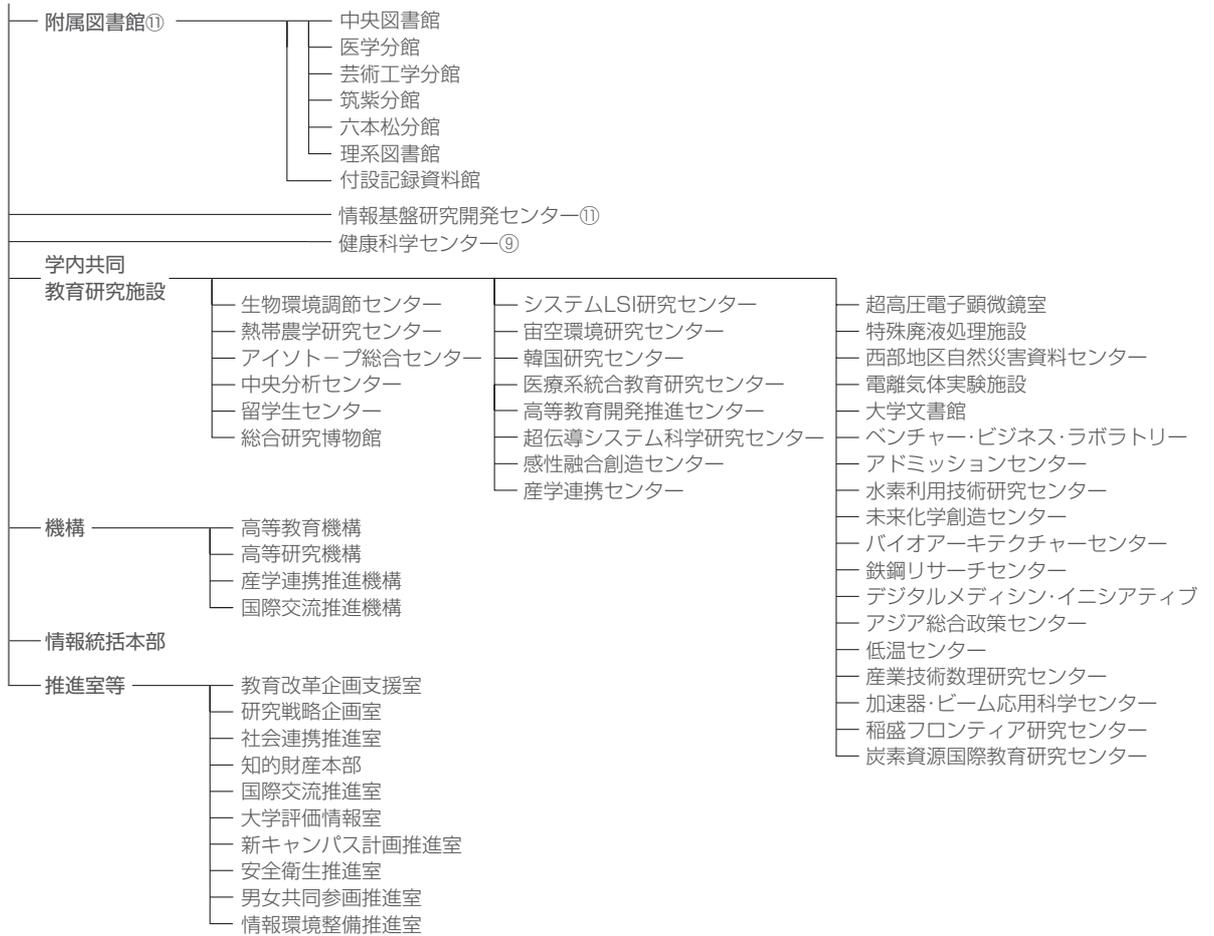 附属図書館⑪
中央図書館
医学分館
芸術工学分館
筑紫分館
六本松分館
理系図書館
付設記録資料館
情報基盤研究開発センター⑪
健康科学センター⑨
学内共同
教育研究施設
生物環境調節センター
熱帯農学研究センター
アイソトープ総合センター
中央分析センター
留学生センター
総合研究博物館
システムLSI研究センター
宙空環境研究センター
韓国研究センター
医療系統合教育研究センター
高等教育開発推進センター
超伝導システム科学研究センター
感性融合創造センター
産学連携センター
超高圧電子顕微鏡室
特殊廃液処理施設
西部地区自然災害資料センター
電離気体実験施設
大学文書館
ベンチャー・ビジネス・ラボラトリー
アドミッションセンター
水素利用技術研究センター
未来化学創造センター
バイオアーキテクチャーセンター
鉄鋼リサーチセンター
デジタルメディシン・イニシアティブ
アジア総合政策センター
低温センター
産業技術数理研究センター
加速器・ビーム応用科学センター
稲盛フロンティア研究センター
炭素資源国際教育研究センター
機構
高等教育機構
高等研究機構
産学連携推進機構
国際交流推進機構
情報統括本部
推進室等
教育改革企画支援室
研究戦略企画室
社会連携推進室
知的財産本部
国際交流推進室
大学評価情報室
新キャンパス計画推進室
安全衛生推進室
男女共同参画推進室
情報環境整備推進室